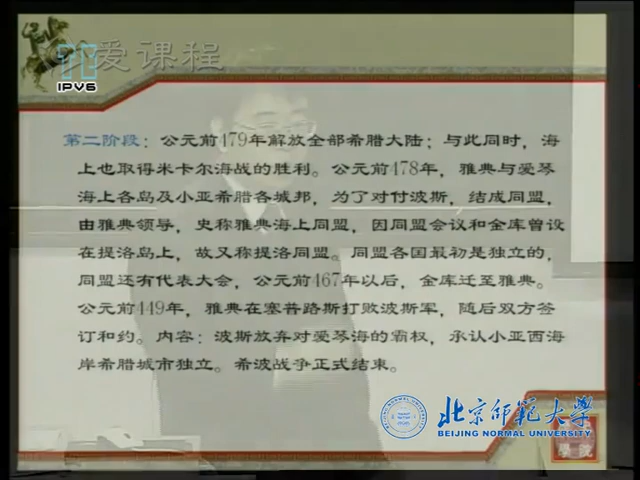 爱课程
IPV6
第二阶段：公元前479年解放全部希腊大陆；与此同时，海
上也取得米卡尔海战的胜利。公元前478年，雅典与爱琴
海上各岛及小亚希腊各城邦，为了对付波斯，结成同盟，
由雅典领导，史称雅典海上同盟，因同盟会议和金库曾设
在提洛岛上，故又称提洛同盟。同盟各国最初是独立的，
同盟还有代表大会，公元前467年以后，金库迁至雅典。
公元前449年，雅典在塞普路斯打败波斯军，随后双方签
订和约。内容：波斯放弃对爱琴海的霸权，承认小亚西海
岸希腊城市独立。希波战争正式结束。
北京师范大学
BEIJING NORMAL UNIVERSITY